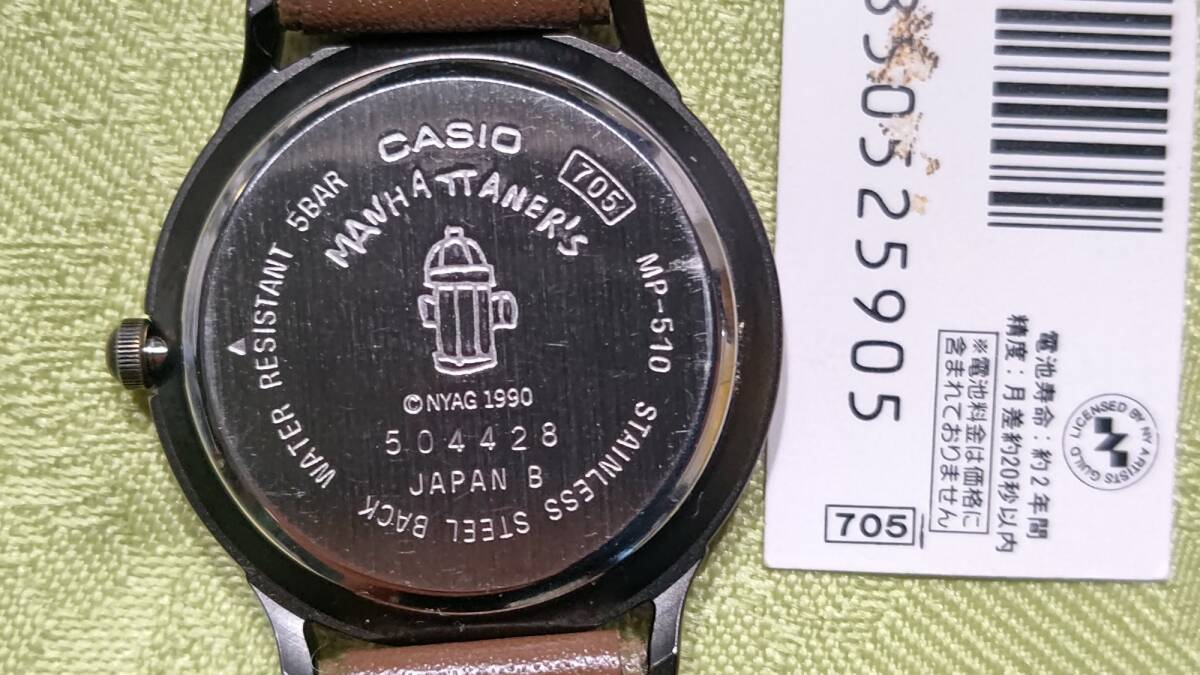 CASIO
MANHATTANER'S
705
MP-510
WATER RESISTANT 5BAR
STAINLESS STEEL BACK
©NYAG 1990
504428
JAPAN B
350525905
電池寿命：約2年間
精度：月差約20秒以内
※電池料金は価格に
含まれておりません
LICENSED BY NY ARTISTS GUILD
N
705